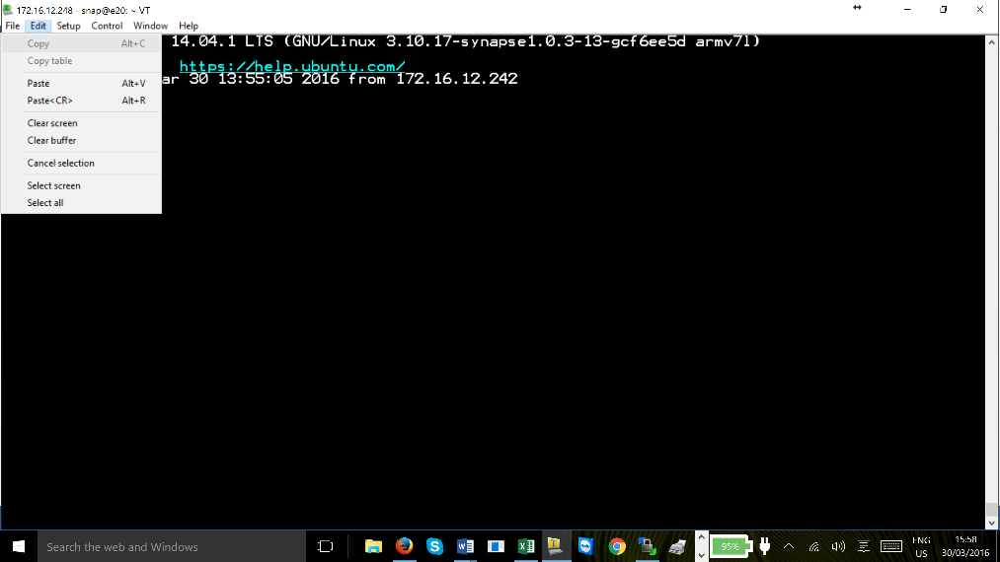 172.16.12.248 - snap@e20: ~ VT
File Edit Setup Control Window Help
Copy Alt+C
Copy table
Paste Alt+V
Paste<CR> Alt+R
Clear screen
Clear buffer
Cancel selection
Select screen
Select all
14.04.1 LTS (GNU/Linux 3.10.17-synapse1.0.3-13-gcf6ee5d armv7l)
https://help.ubuntu.com/
ar 30 13:55:05 2016 from 172.16.12.242
Search the web and Windows
95%
ENG
US
15:58
30/03/2016